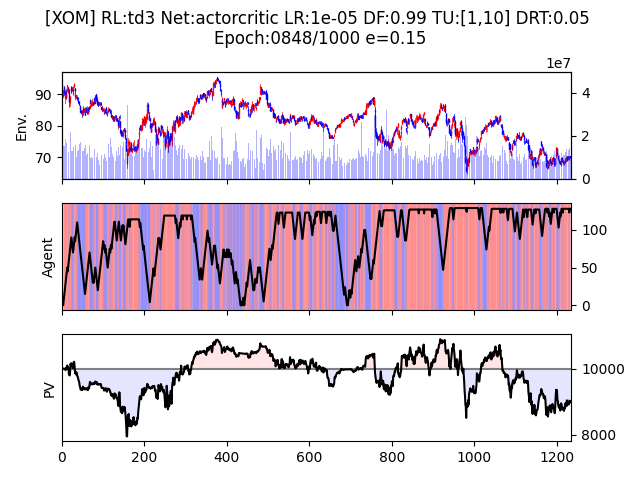 [XOM] RL:td3 Net:actorcritic LR:1e-05 DF:0.99 TU:[1,10] DRT:0.05
Epoch:0848/1000 e=0.15
1e7
90
80
70
Env.
4
2
0
Agent
100
50
0
PV
10000
8000
0 200 400 600 800 1000 1200